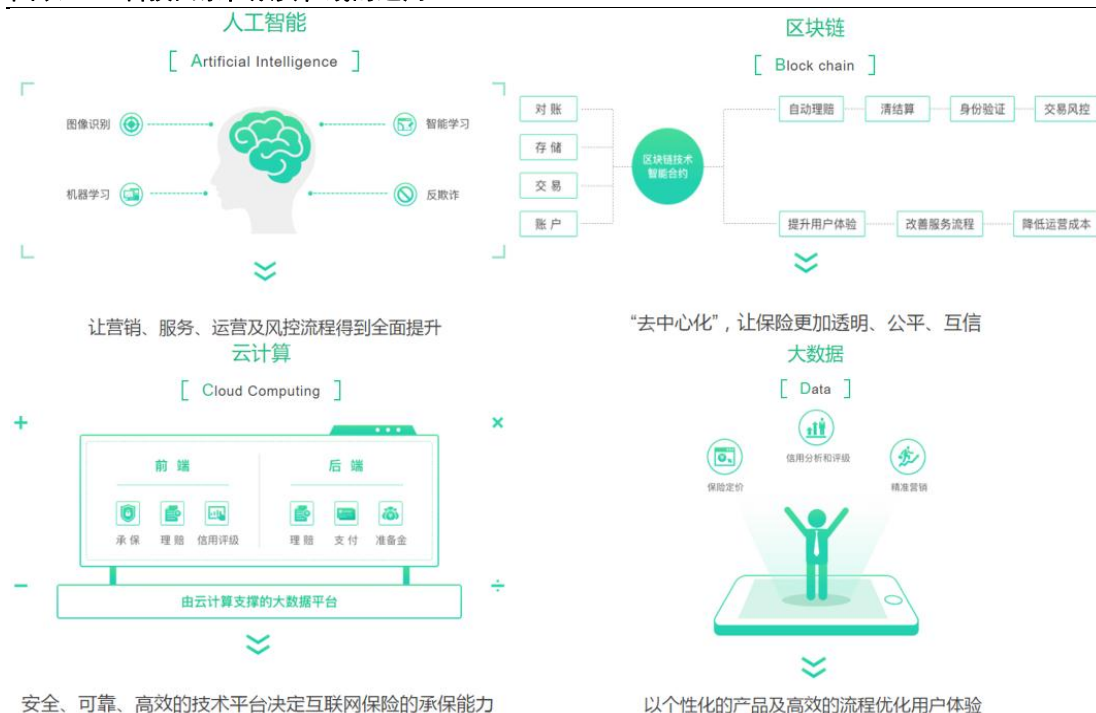 人工智能
[ Artificial Intelligence ]
图像识别
智能学习
机器学习
反欺诈
让营销、服务、运营及风控流程得到全面提升
区块链
[ Block chain ]
对账
存储
交易
账户
区块链技术
智能合约
自动理赔 清结算 身份验证 交易风控
提升用户体验 改善服务流程 降低运营成本
“去中心化”，让保险更加透明、公平、互信
云计算
[ Cloud Computing ]
前端 后端
承保 理赔 信用评级 理赔 支付 准备金
由云计算支撑的大数据平台
安全、可靠、高效的技术平台决定互联网保险的承保能力
大数据
[ Data ]
信用分析和评级
保险定价
精准营销
以个性化的产品及高效的流程优化用户体验